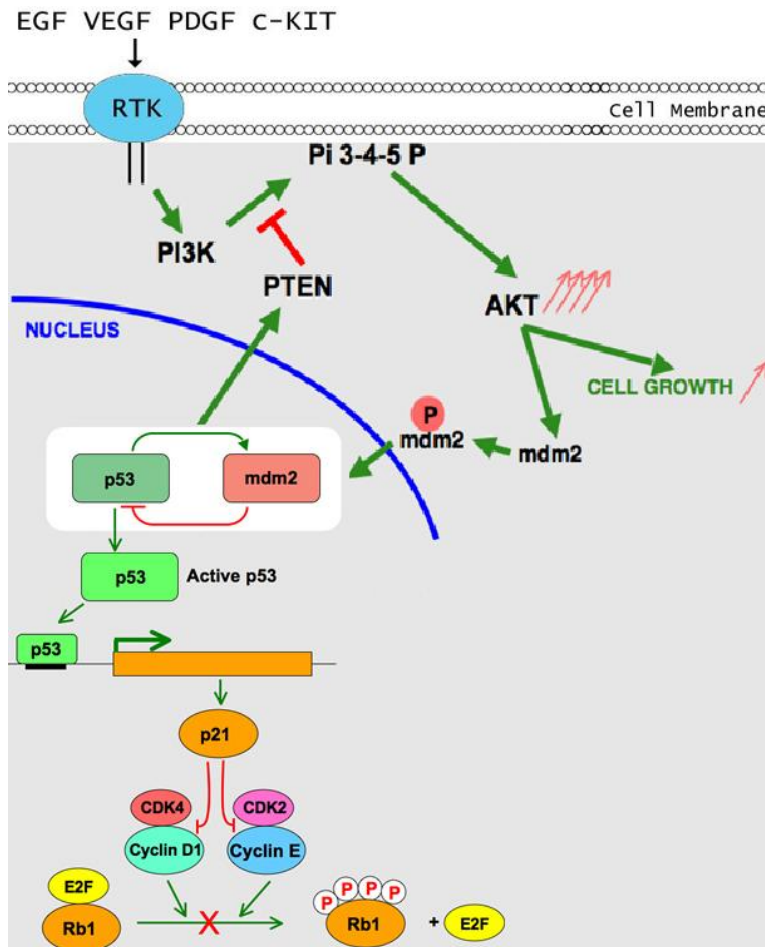 EGF VEGF PDGF c-KIT
RTK
Cell Membrane
Pi 3-4-5 P
PI3K
PTEN
AKT
NUCLEUS
CELL GROWTH
P
mdm2
mdm2
p53
mdm2
p53
Active p53
p53
p21
CDK4
CDK2
Cyclin D1
Cyclin E
E2F
Rb1
X
P P P P
Rb1
+ E2F